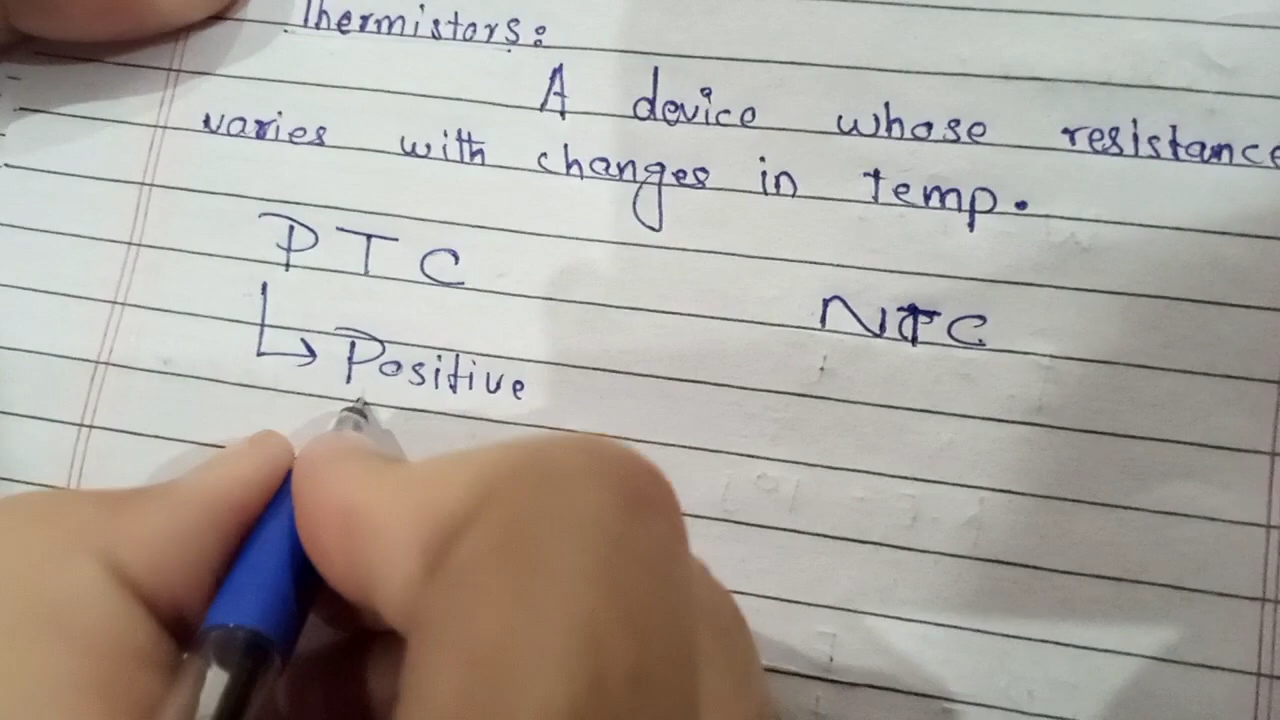 Thermistors:
A device whose resistance
varies with changes in temp.
PTC NTC
Positive